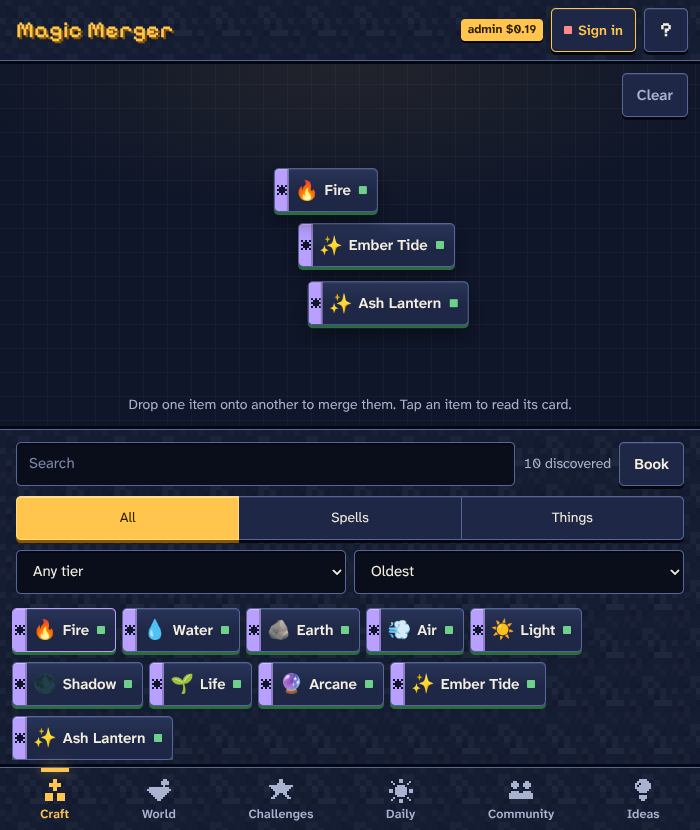 Magic Merger
admin $0.19
Sign in
?
Clear
Fire
Ember Tide
Ash Lantern
Drop one item onto another to merge them. Tap an item to read its card.
Search
10 discovered
Book
All
Spells
Things
Any tier
Oldest
Fire
Water
Earth
Air
Light
Shadow
Life
Arcane
Ember Tide
Ash Lantern
Craft
World
Challenges
Daily
Community
Ideas